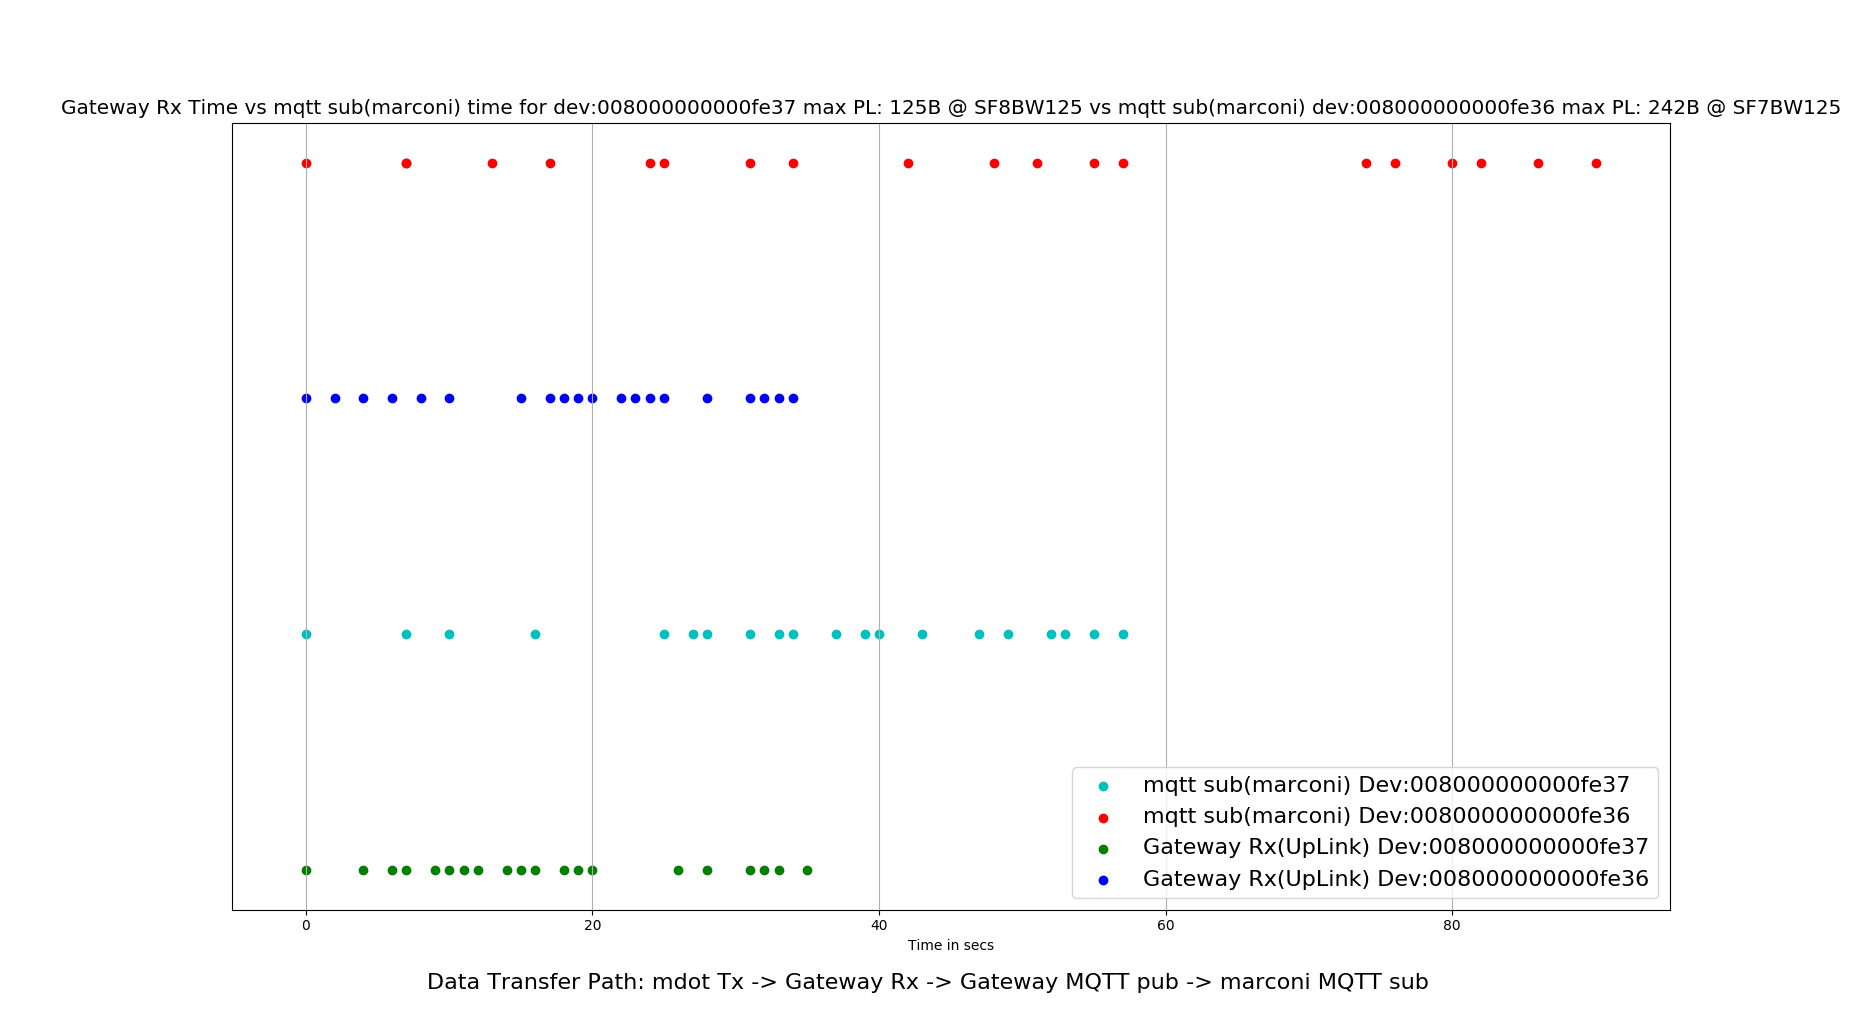 Gateway Rx Time vs mqtt sub(marconi) time for dev:008000000000fe37 max PL: 125B @ SF8BW125 vs mqtt sub(marconi) dev:008000000000fe36 max PL: 242B @ SF7BW125
mqtt sub(marconi) Dev:008000000000fe37
mqtt sub(marconi) Dev:008000000000fe36
Gateway Rx(UpLink) Dev:008000000000fe37
Gateway Rx(UpLink) Dev:008000000000fe36
0 20 40 60 80
Time in secs
Data Transfer Path: mdot Tx -> Gateway Rx -> Gateway MQTT pub -> marconi MQTT sub